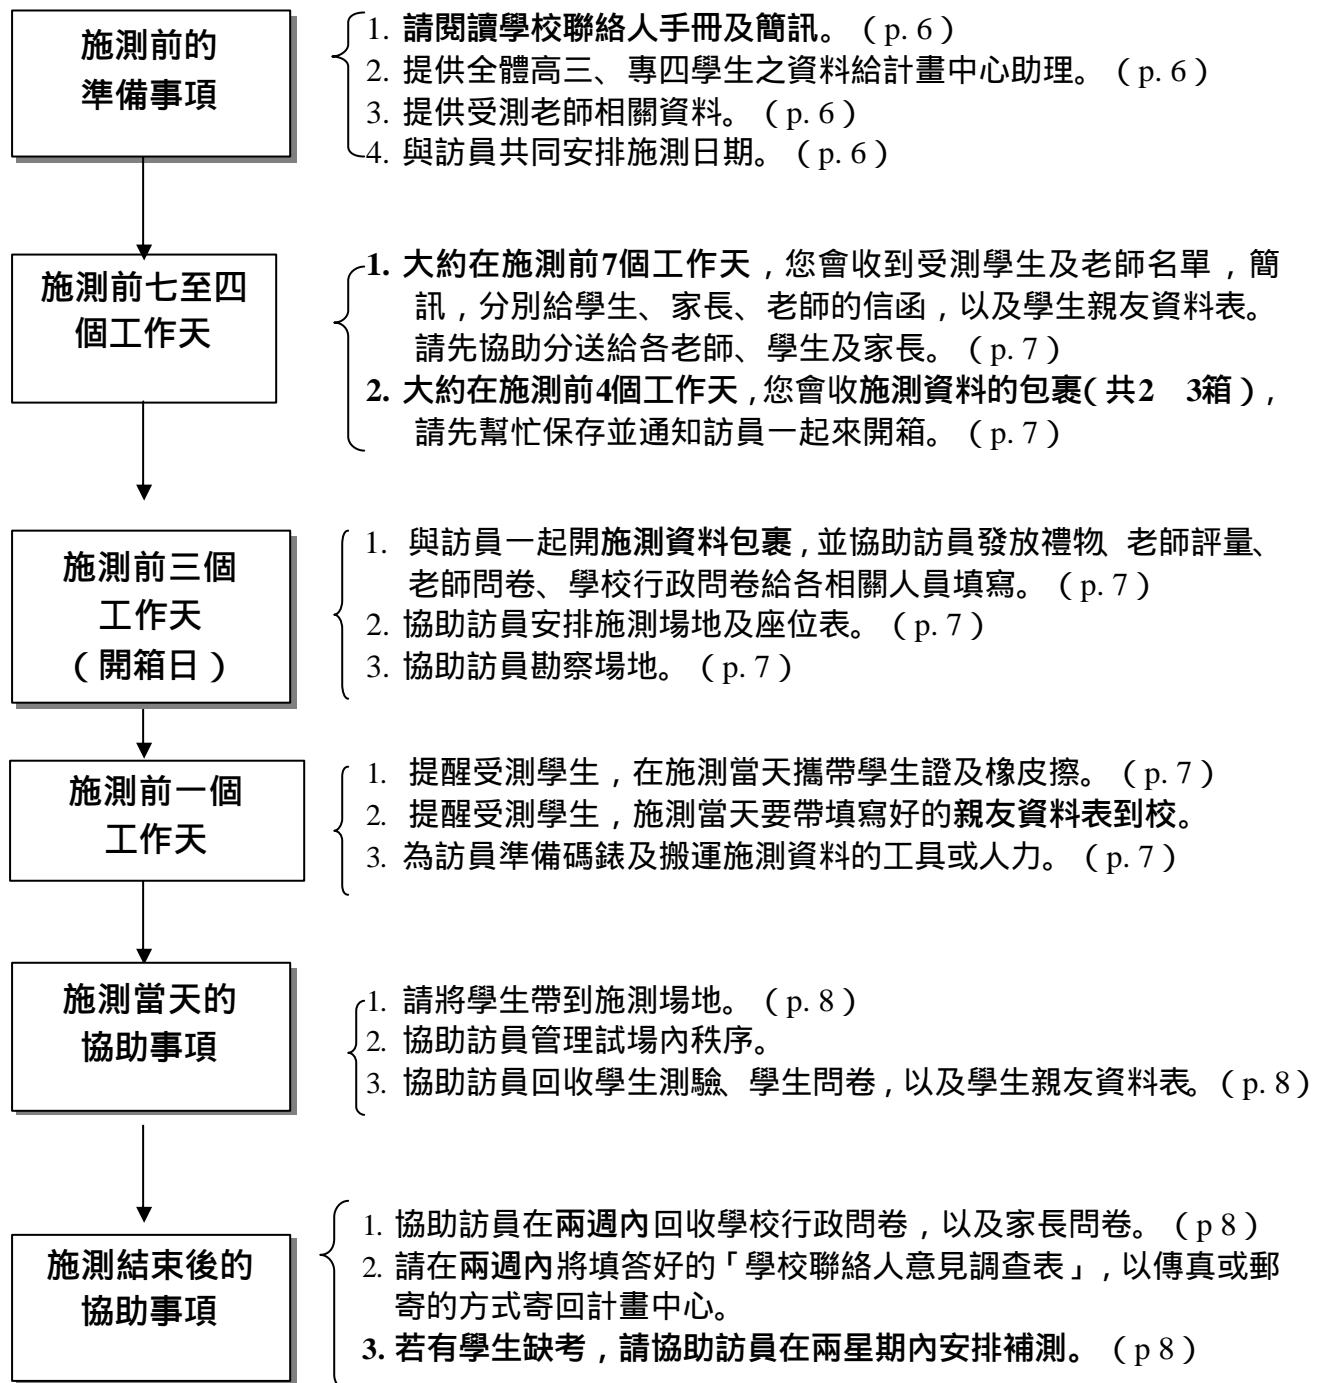 施測前的
準備事項
1. 請閱讀學校聯絡人手冊及簡訊。（p. 6）
2. 提供全體高三、專四學生之資料給計畫中心助理。（p. 6）
3. 提供受測老師相關資料。（p. 6）
4. 與訪員共同安排施測日期。（p. 6）
施測前七至四
個工作天
1. 大約在施測前7個工作天，您會收到受測學生及老師名單，簡
訊，分別給學生、家長、老師的信函，以及學生親友資料表。
請先協助分送給各老師、學生及家長。（p. 7）
2. 大約在施測前4個工作天，您會收施測資料的包裹（共2 3箱），
請先幫忙保存並通知訪員一起來開箱。（p. 7）
施測前三個
工作天
（開箱日）
1. 與訪員一起開施測資料包裹，並協助訪員發放禮物、老師評量、
老師問卷、學校行政問卷給各相關人員填寫。（p. 7）
2. 協助訪員安排施測場地及座位表。（p. 7）
3. 協助訪員勘察場地。（p. 7）
施測前一個
工作天
1. 提醒受測學生，在施測當天攜帶學生證及橡皮擦。（p. 7）
2. 提醒受測學生，施測當天要帶填寫好的親友資料表到校。
3. 為訪員準備碼錶及搬運施測資料的工具或人力。（p. 7）
施測當天的
協助事項
1. 請將學生帶到施測場地。（p. 8）
2. 協助訪員管理試場內秩序。
3. 協助訪員回收學生測驗、學生問卷，以及學生親友資料表。（p. 8）
施測結束後的
協助事項
1. 協助訪員在兩週內回收學校行政問卷，以及家長問卷。（p 8）
2. 請在兩週內將填答好的「學校聯絡人意見調查表」，以傳真或郵
寄的方式寄回計畫中心。
3. 若有學生缺考，請協助訪員在兩星期內安排補測。（p 8）